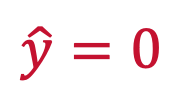 ŷ = 0